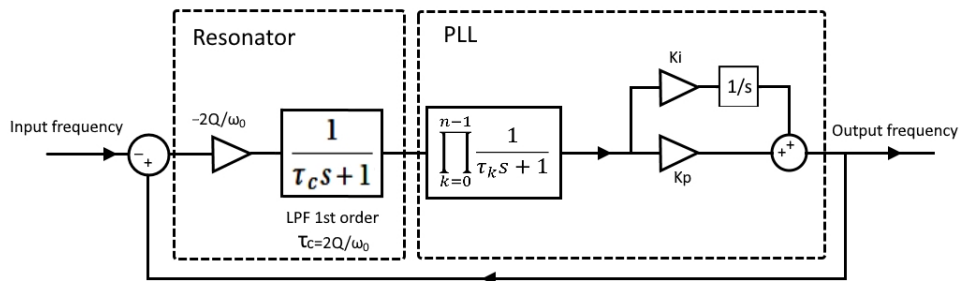 Resonator
PLL
Ki
1/s
Input frequency
−
+
−2Q/ω₀
1
τcs + 1
n−1
∏
k=0
1
τₖs + 1
Kp
+
+
Output frequency
LPF 1st order
τc=2Q/ω₀